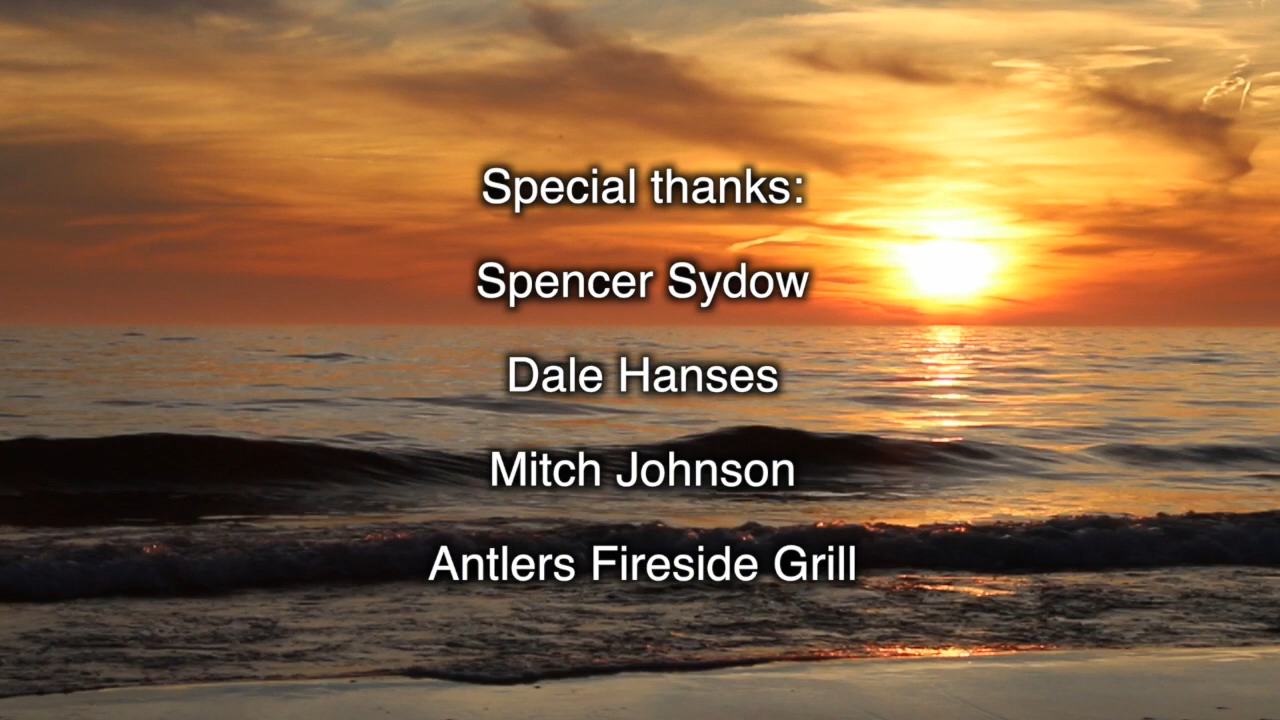 Special thanks:
Spencer Sydow
Dale Hanses
Mitch Johnson
Antlers Fireside Grill